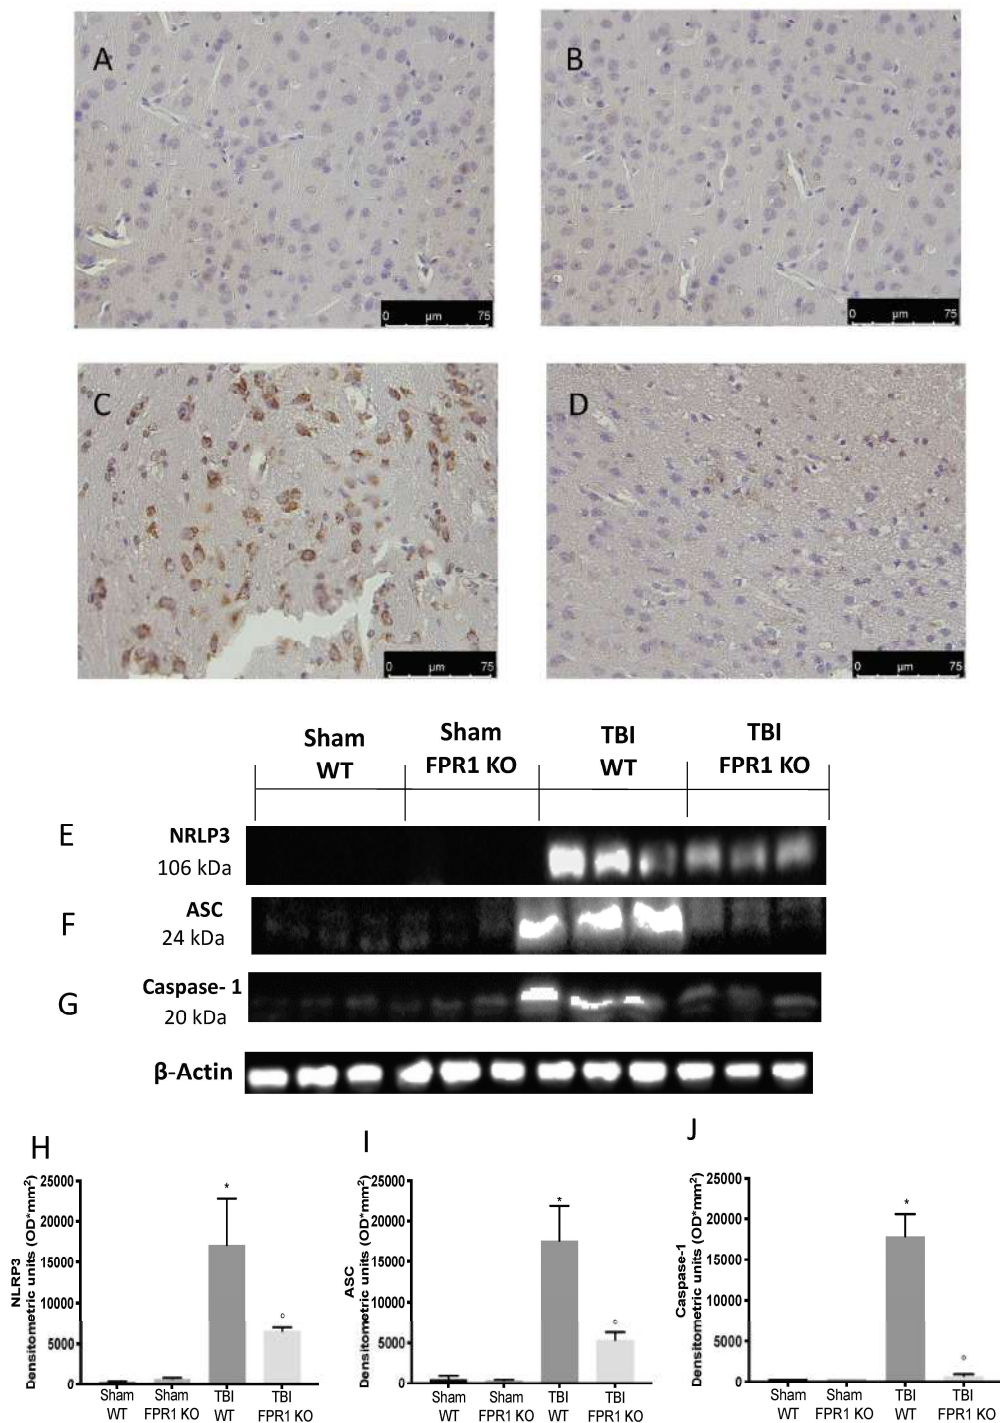 A
B
0 µm 75
0 µm 75
C
D
0 µm 75
0 µm 75
Sham WT
Sham FPR1 KO
TBI WT
TBI FPR1 KO
E
NRLP3
106 kDa
F
ASC
24 kDa
G
Caspase- 1
20 kDa
β-Actin
H
NLRP3
Densitometric units (OD*mm²)
25000
20000
15000
10000
5000
0
*
°
Sham WT
Sham FPR1 KO
TBI WT
TBI FPR1 KO
I
ASC
Densitometric units (OD*mm²)
25000
20000
15000
10000
5000
0
*
°
Sham WT
Sham FPR1 KO
TBI WT
TBI FPR1 KO
J
Caspase-1
Densitometric units (OD*mm²)
25000
20000
15000
10000
5000
0
*
°
Sham WT
Sham FPR1 KO
TBI WT
TBI FPR1 KO